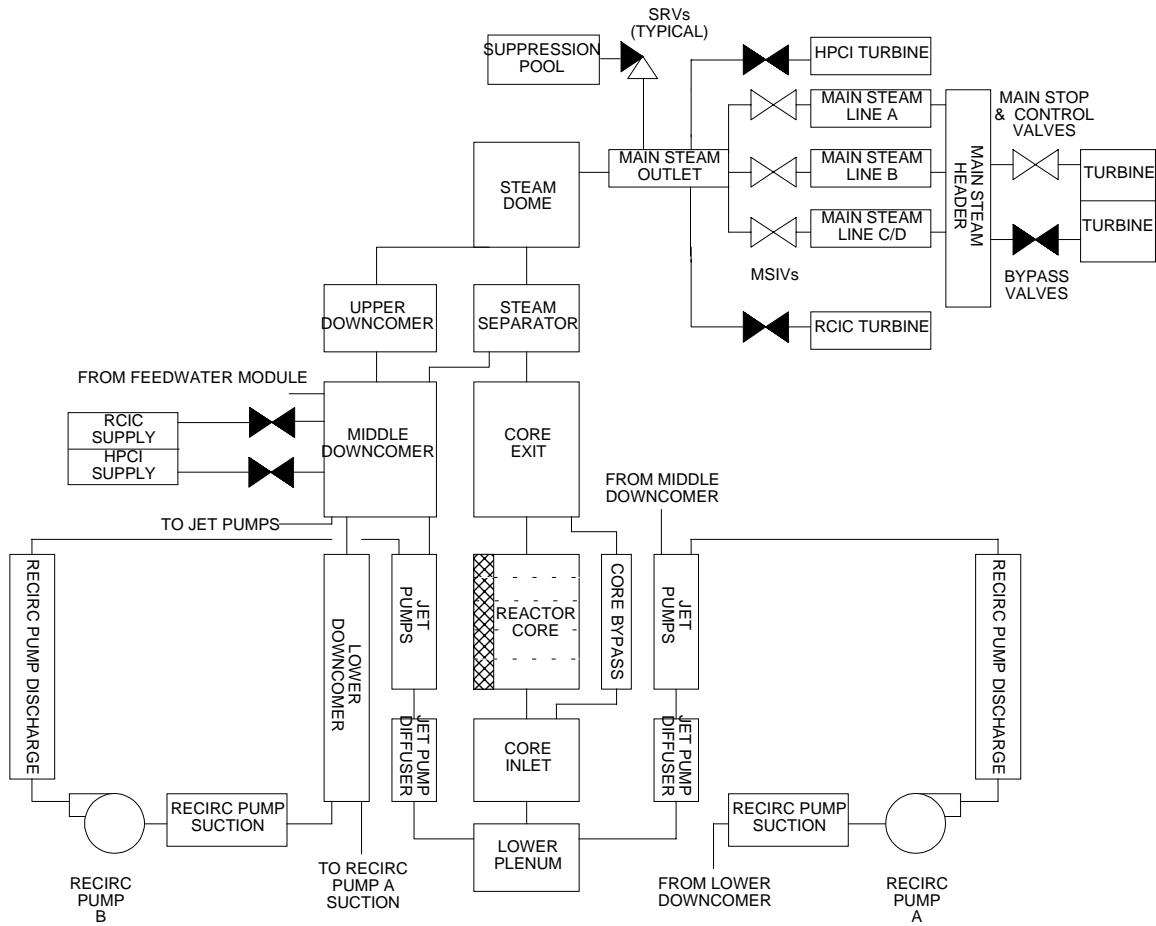 SRVs
(TYPICAL)
SUPPRESSION
POOL
HPCI TURBINE
MAIN STEAM
LINE A
MAIN STOP
& CONTROL
VALVES
MAIN STEAM
OUTLET
MAIN STEAM
LINE B
MAIN STEAM
HEADER
TURBINE
STEAM
DOME
MAIN STEAM
LINE C/D
TURBINE
MSIVs
BYPASS
VALVES
UPPER
DOWNCOMER
STEAM
SEPARATOR
RCIC TURBINE
FROM FEEDWATER MODULE
RCIC
SUPPLY
HPCI
SUPPLY
MIDDLE
DOWNCOMER
CORE
EXIT
FROM MIDDLE
DOWNCOMER
TO JET PUMPS
RECIRC PUMP DISCHARGE
LOWER
DOWNCOMER
JET
PUMPS
REACTOR
CORE
CORE BYPASS
JET
PUMPS
RECIRC PUMP DISCHARGE
JET PUMP
DIFFUSER
CORE
INLET
JET PUMP
DIFFUSER
RECIRC PUMP
SUCTION
RECIRC PUMP
SUCTION
LOWER
PLENUM
RECIRC
PUMP
B
TO RECIRC
PUMP A
SUCTION
FROM LOWER
DOWNCOMER
RECIRC
PUMP
A